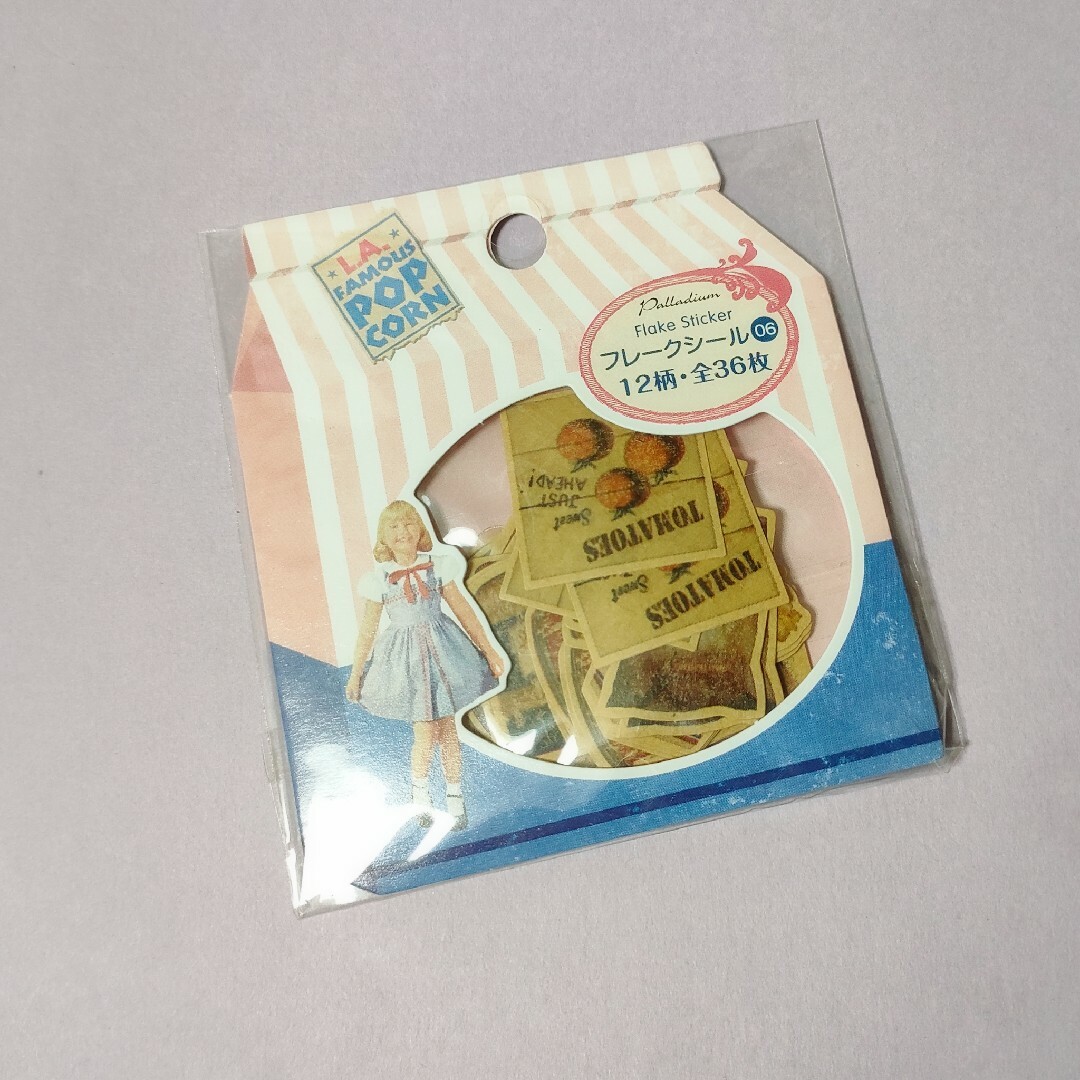 L.A.
FAMOUS
POP
CORN
Palladium
Flake Sticker
フレークシール 06
12柄・全36枚
JUST
AHEAD!
Sweet
TOMATOES
Sweet
TOMATOES